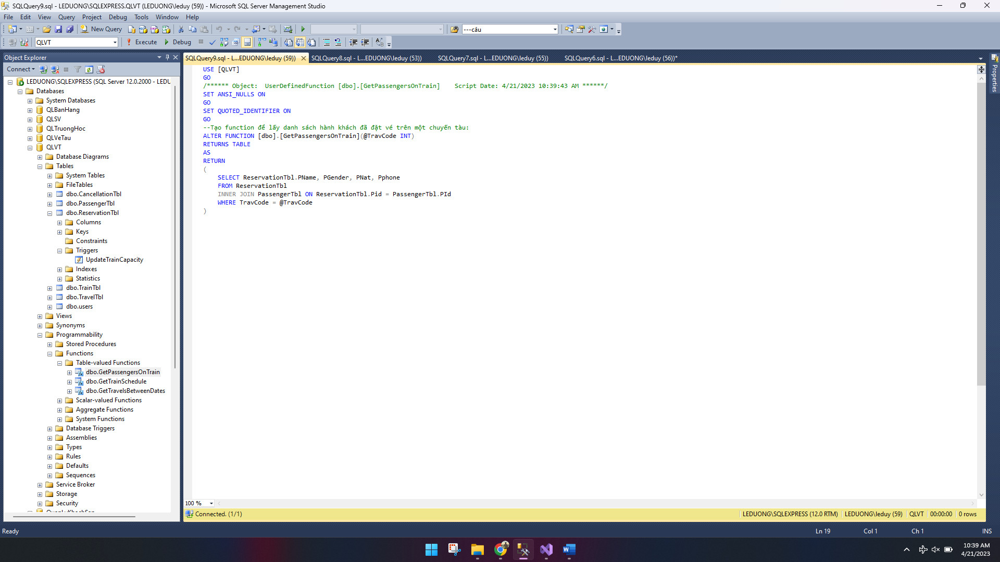 SQLQuery9.sql - LEDUONG\SQLEXPRESS.QLVT (LEDUONG\leduy (59)) - Microsoft SQL Server Management Studio
File Edit View Query Project Debug Tools Window Help
New Query ---câu
QLVT Execute Debug
Object Explorer
Connect
LEDUONG\SQLEXPRESS (SQL Server 12.0.2000 - LEDU
Databases
System Databases
QLBanHang
QLSV
QLTruongHoc
QLVeTau
QLVT
Database Diagrams
Tables
System Tables
FileTables
dbo.CancellationTbl
dbo.PassengerTbl
dbo.ReservationTbl
Columns
Keys
Constraints
Triggers
UpdateTrainCapacity
Indexes
Statistics
dbo.TrainTbl
dbo.TravelTbl
dbo.users
Views
Synonyms
Programmability
Stored Procedures
Functions
Table-valued Functions
dbo.GetPassengersOnTrain
dbo.GetTrainSchedule
dbo.GetTravelsBetweenDates
Scalar-valued Functions
Aggregate Functions
System Functions
Database Triggers
Assemblies
Types
Rules
Defaults
Sequences
Service Broker
Storage
Security
SQLQuery9.sql - L...EDUONG\leduy (59)) SQLQuery8.sql - L...EDUONG\leduy (53)) SQLQuery7.sql - L...EDUONG\leduy (55)) SQLQuery6.sql - L...EDUONG\leduy (56))*
USE [QLVT]
GO
/****** Object:  UserDefinedFunction [dbo].[GetPassengersOnTrain]    Script Date: 4/21/2023 10:39:43 AM ******/
SET ANSI_NULLS ON
GO
SET QUOTED_IDENTIFIER ON
GO
--Tạo function để lấy danh sách hành khách đã đặt vé trên một chuyến tàu:
ALTER FUNCTION [dbo].[GetPassengersOnTrain](@TravCode INT)
RETURNS TABLE
AS
RETURN
(
SELECT ReservationTbl.PName, PGender, PNat, Pphone
FROM ReservationTbl
INNER JOIN PassengerTbl ON ReservationTbl.Pid = PassengerTbl.PId
WHERE TravCode = @TravCode
)
Properties
100 %
Connected. (1/1) LEDUONG\SQLEXPRESS (12.0 RTM) LEDUONG\leduy (59) QLVT 00:00:00 0 rows
Ready Ln 19 Col 1 Ch 1 INS
10:39 AM
4/21/2023